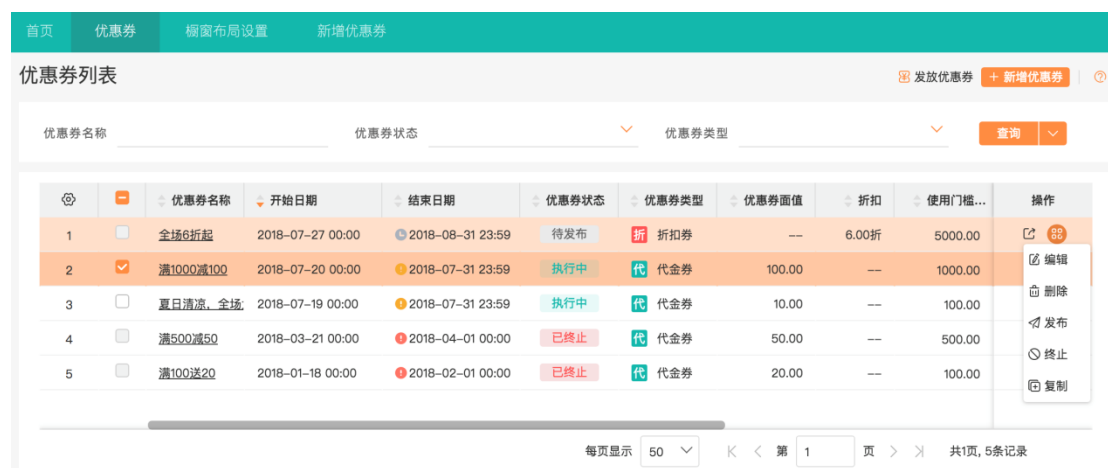 首页 优惠券 橱窗布局设置 新增优惠券
优惠券列表 发放优惠券 + 新增优惠券
优惠券名称 优惠券状态 优惠券类型 查询
优惠券名称 开始日期 结束日期 优惠券状态 优惠券类型 优惠券面值 折扣 使用门槛... 操作
1 全场6折起 2018-07-27 00:00 2018-08-31 23:59 待发布 折 折扣券 -- 6.00折 5000.00
2 满1000减100 2018-07-20 00:00 2018-07-31 23:59 执行中 代 代金券 100.00 -- 1000.00 编辑
3 夏日清凉，全场 2018-07-19 00:00 2018-07-31 23:59 执行中 代 代金券 10.00 -- 100.00 删除
发布
4 满500减50 2018-03-21 00:00 2018-04-01 00:00 已终止 代 代金券 50.00 -- 500.00 终止
5 满100送20 2018-01-18 00:00 2018-02-01 00:00 已终止 代 代金券 20.00 -- 100.00 复制
每页显示 50 第 1 页 共1页, 5条记录